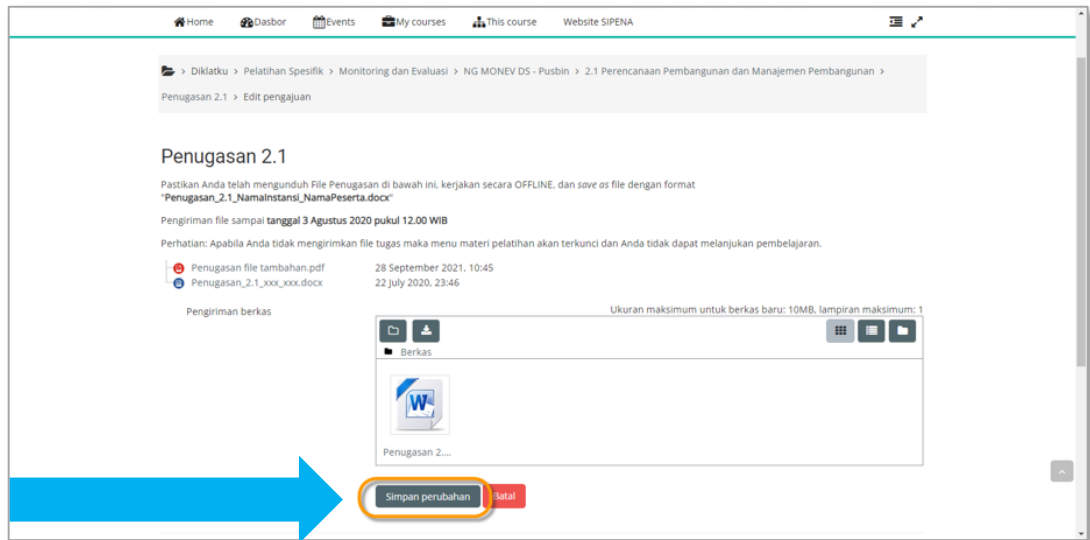 Home Dasbor Events My courses This course Website SIPENA
> Diklatku > Pelatihan Spesifik > Monitoring dan Evaluasi > NG MONEV DS - Pusbin > 2.1 Perencanaan Pembangunan dan Manajemen Pembangunan >
Penugasan 2.1 > Edit pengajuan
Penugasan 2.1
Pastikan Anda telah mengunduh File Penugasan di bawah ini, kerjakan secara OFFLINE, dan save as file dengan format
"Penugasan_2.1_NamaInstansi_NamaPeserta.docx"
Pengiriman file sampai tanggal 3 Agustus 2020 pukul 12.00 WIB
Perhatian: Apabila Anda tidak mengirimkan file tugas maka menu materi pelatihan akan terkunci dan Anda tidak dapat melanjukan pembelajaran.
Penugasan file tambahan.pdf 28 September 2021, 10:45
Penugasan_2.1_xxx_xxx.docx 22 July 2020, 23:46
Pengiriman berkas
Ukuran maksimum untuk berkas baru: 10MB, lampiran maksimum: 1
Berkas
W
Penugasan 2....
Simpan perubahan Batal